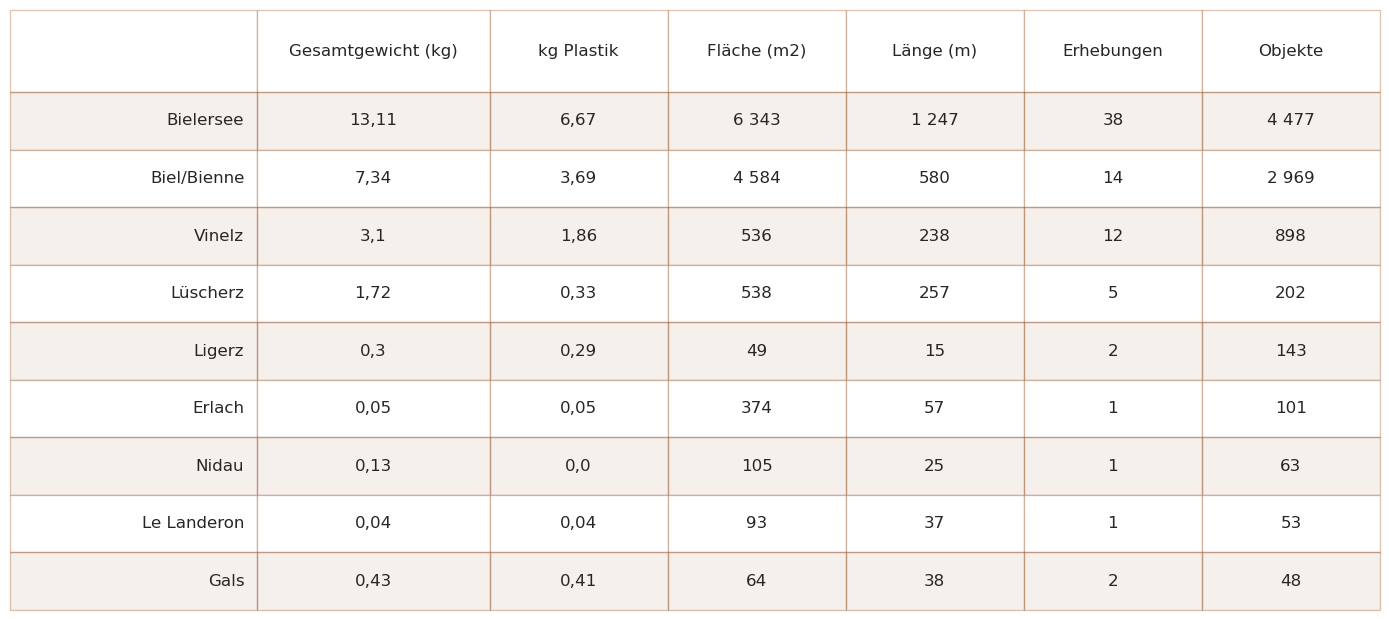 Gesamtgewicht (kg) kg Plastik Fläche (m2) Länge (m) Erhebungen Objekte
Bielersee 13,11 6,67 6 343 1 247 38 4 477
Biel/Bienne 7,34 3,69 4 584 580 14 2 969
Vinelz 3,1 1,86 536 238 12 898
Lüscherz 1,72 0,33 538 257 5 202
Ligerz 0,3 0,29 49 15 2 143
Erlach 0,05 0,05 374 57 1 101
Nidau 0,13 0,0 105 25 1 63
Le Landeron 0,04 0,04 93 37 1 53
Gals 0,43 0,41 64 38 2 48